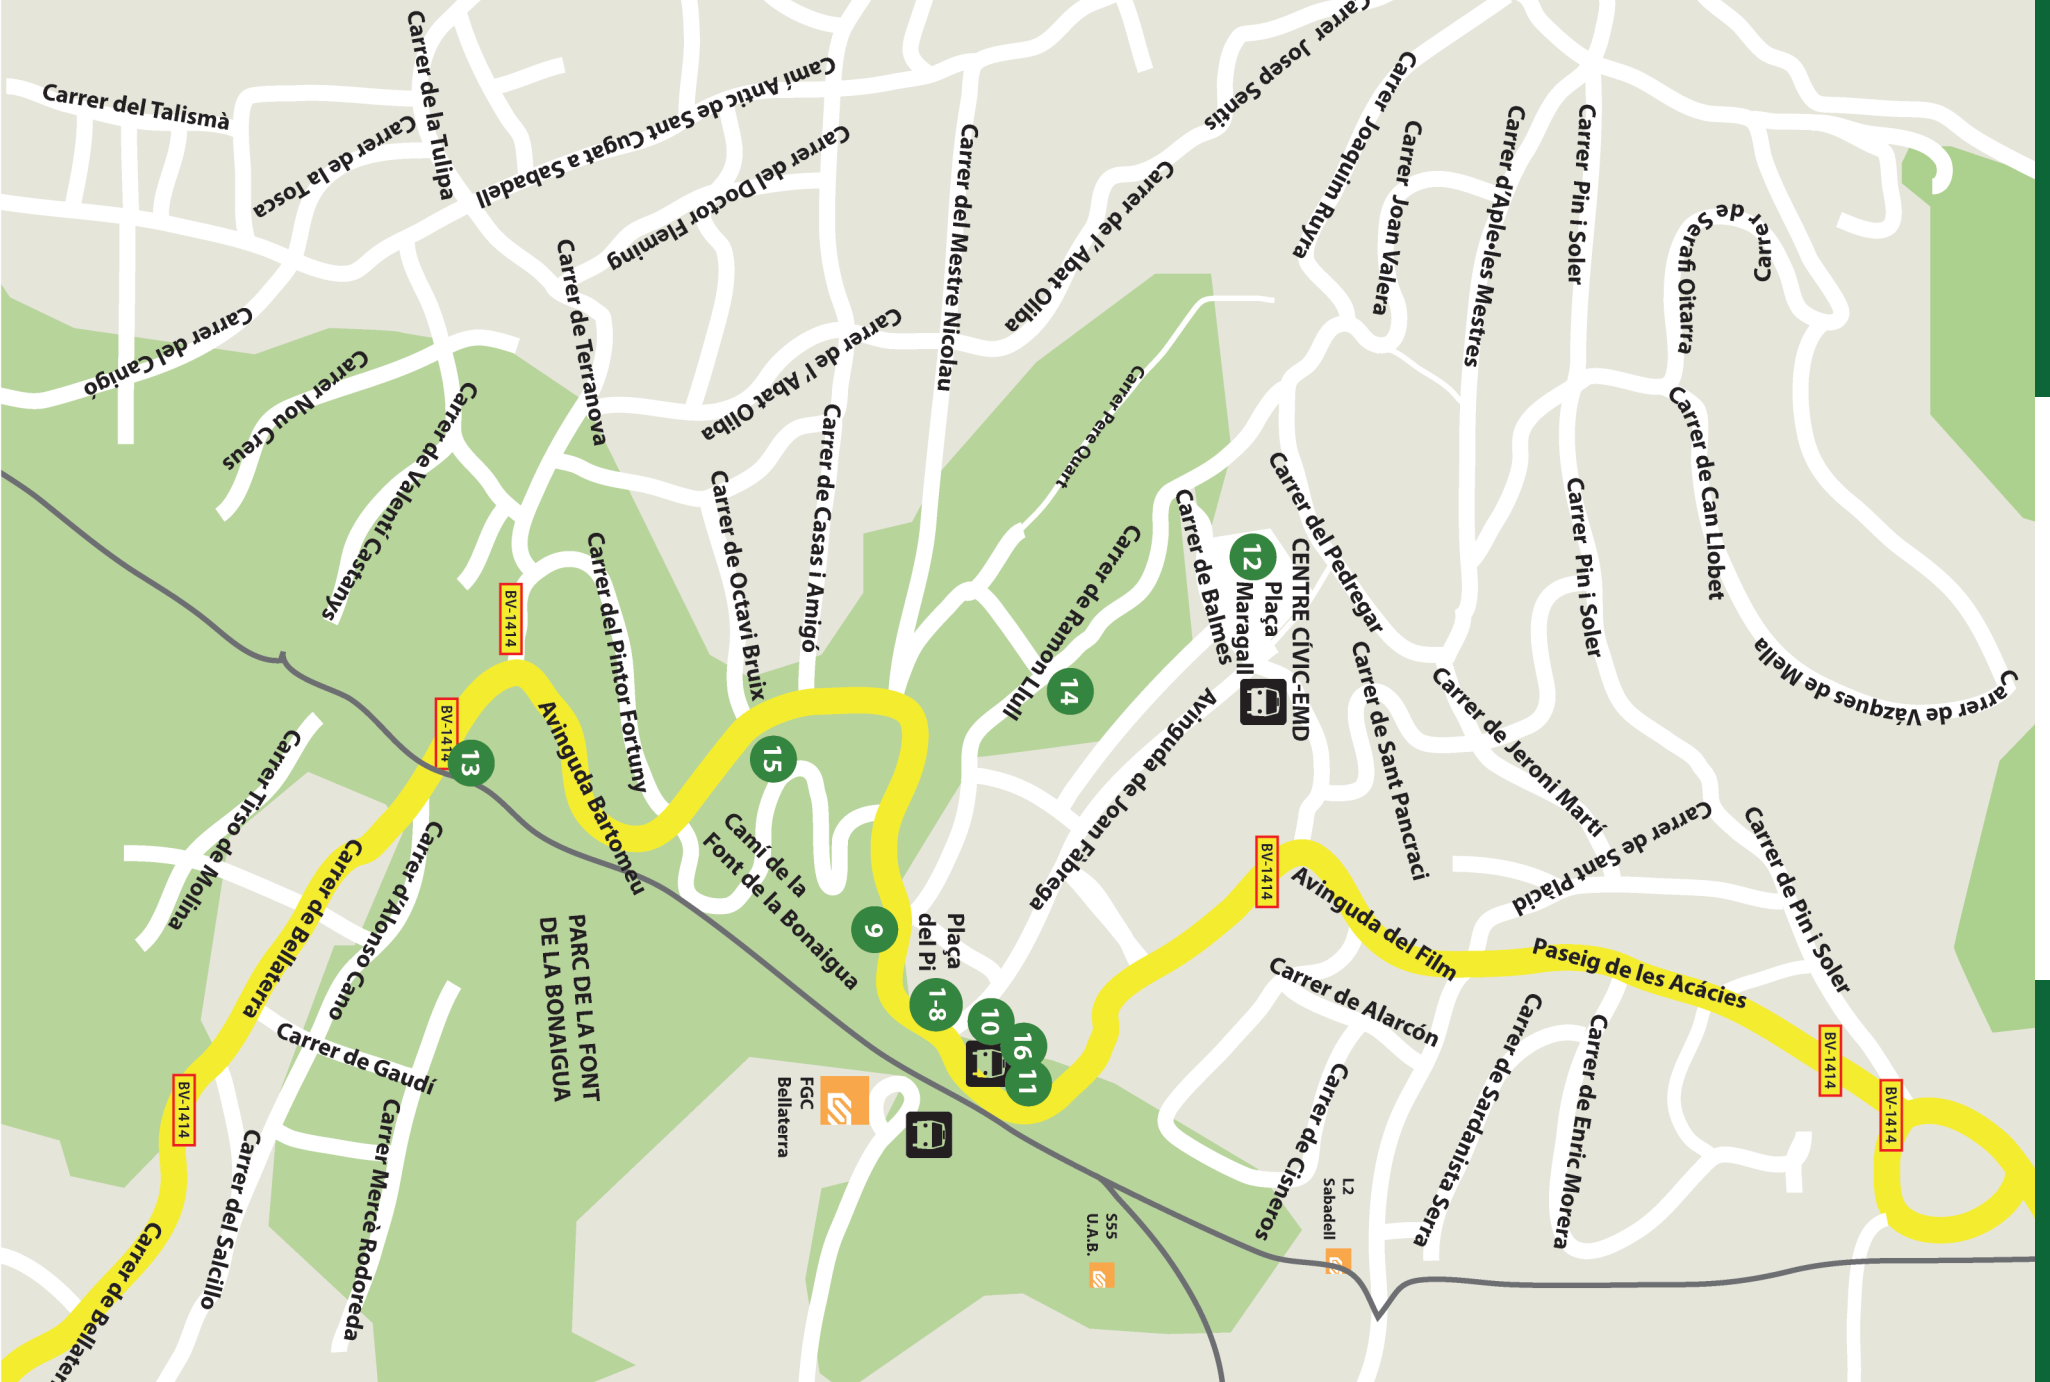 Carrer del Talismà
Carrer de la Tulipa
Carrer de la Tosca
Camí Antic de Sant Cugat a Sabadell
Carrer del Doctor Fleming
Carrer de Terranova
Carrer del Canigó
Carrer Nou Creus
Carrer de Valentí Castanys
Carrer de l' Abat Oliba
Carrer del Mestre Nicolau
Carrer de l' Abat Oliba
Carrer Josep Sentis
Carrer Joaquim Ruyra
Carrer Joan Valera
Carrer d'Aple•les Mestres
Carrer Pin i Soler
Carrer de
Serafi Oitarra
Carrer de Can Llobet
Carrer de Vázques de Mella
Carrer Pin i Soler
Carrer Pere Quart
Carrer de Casas i Amigó
Carrer de Octavi Bruix
Carrer del Pintor Fortuny
Carrer de Ramon Llull
Carrer de Balmes
Carrer del Pedregar
CENTRE CÍVIC-EMD
Plaça
Maragall
12
14
15
13
9
1-8
10
16
11
BV-1414
BV-1414
BV-1414
BV-1414
BV-1414
BV-1414
Avinguda Bartomeu
Avinguda de Joan Fàbrega
Carrer de Sant Pancraci
Carrer de Jeroni Martí
Carrer de Sant Plàcid
Carrer de Pin i Soler
Avinguda del Film
Paseig de les Acácies
Carrer de Alarcón
Carrer de Cisneros
Carrer de Sardanista Serra
Carrer de Enric Morera
Camí de la
Font de la Bonaigua
Plaça
del Pi
PARC DE LA FONT
DE LA BONAIGUA
FGC
Bellaterra
S55
U.A.B.
L2
Sabadell
Carrer Tirso de Molina
Carrer de Bellaterra
Carrer d'Alonso Cano
Carrer de Gaudí
Carrer Mercè Rodoreda
Carrer del Salcillo
Carrer de Bellater